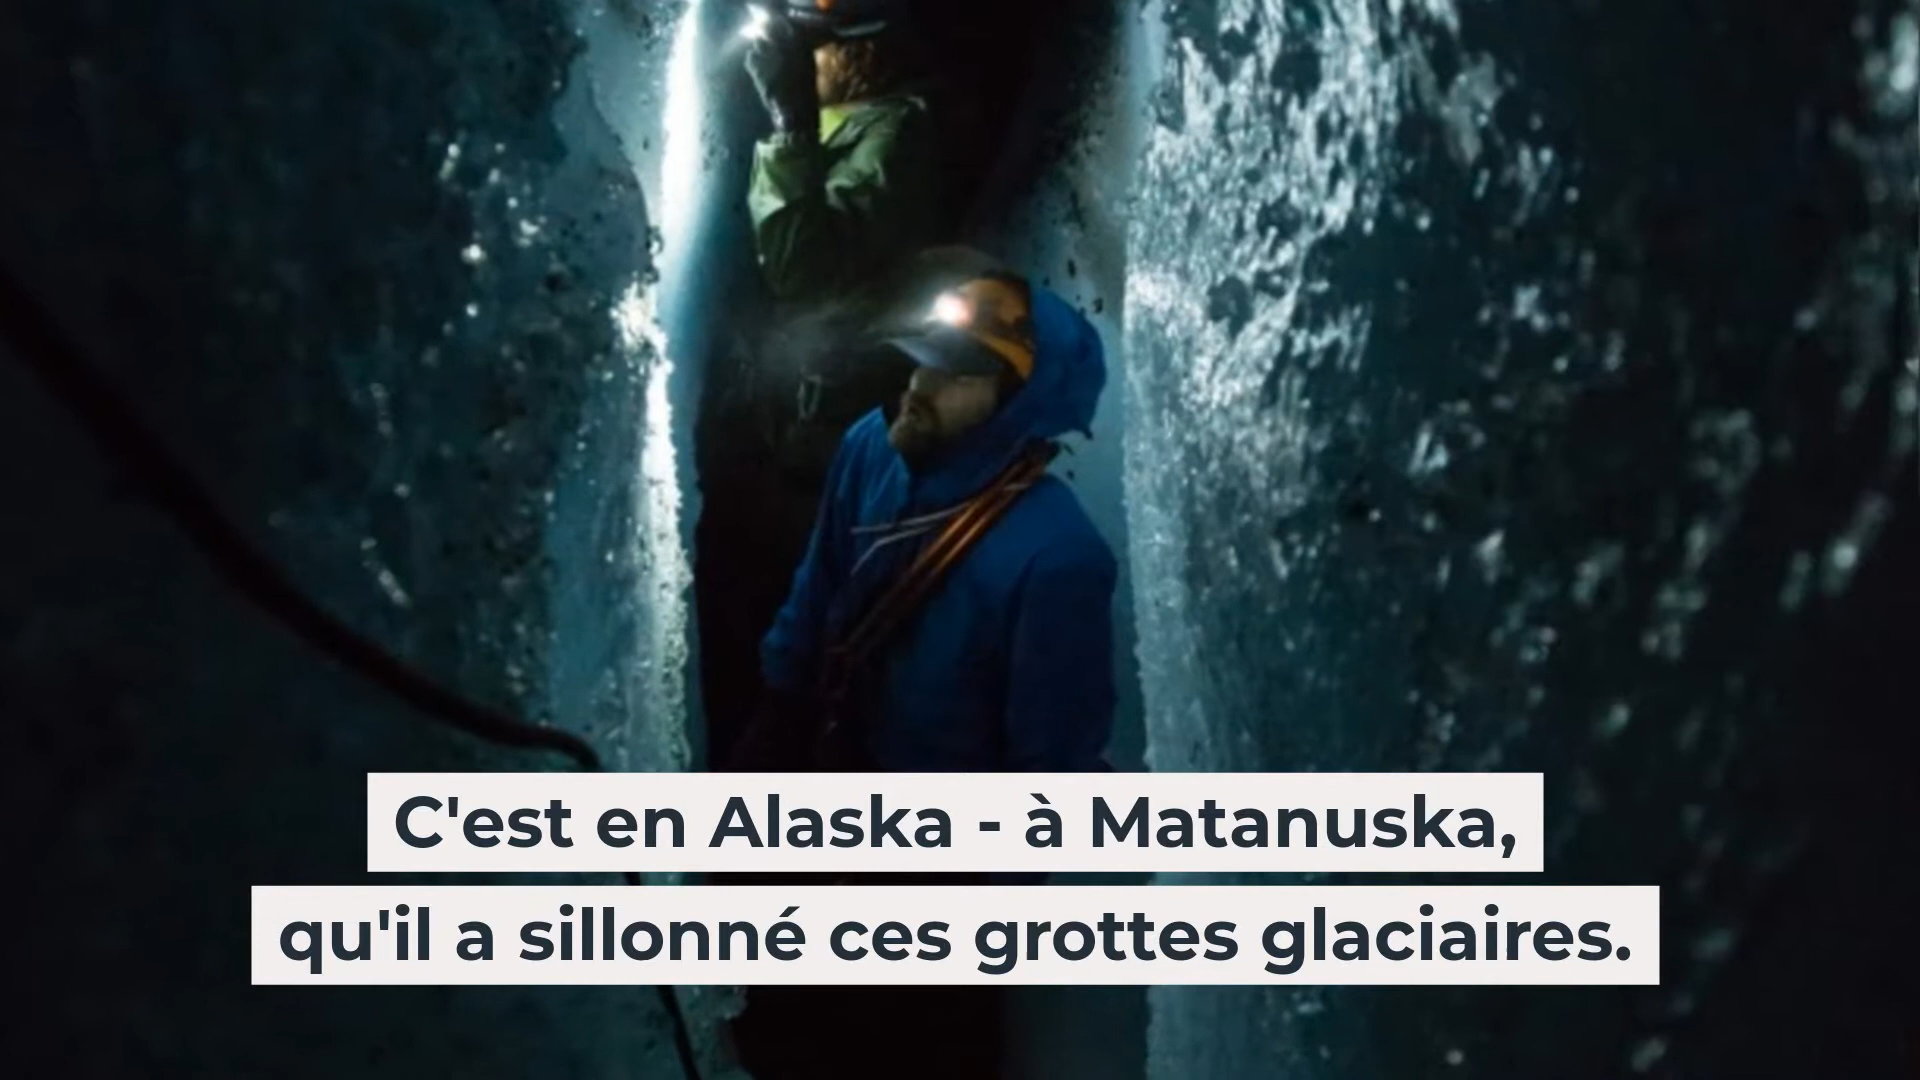 C'est en Alaska - à Matanuska,
qu'il a sillonné ces grottes glaciaires.